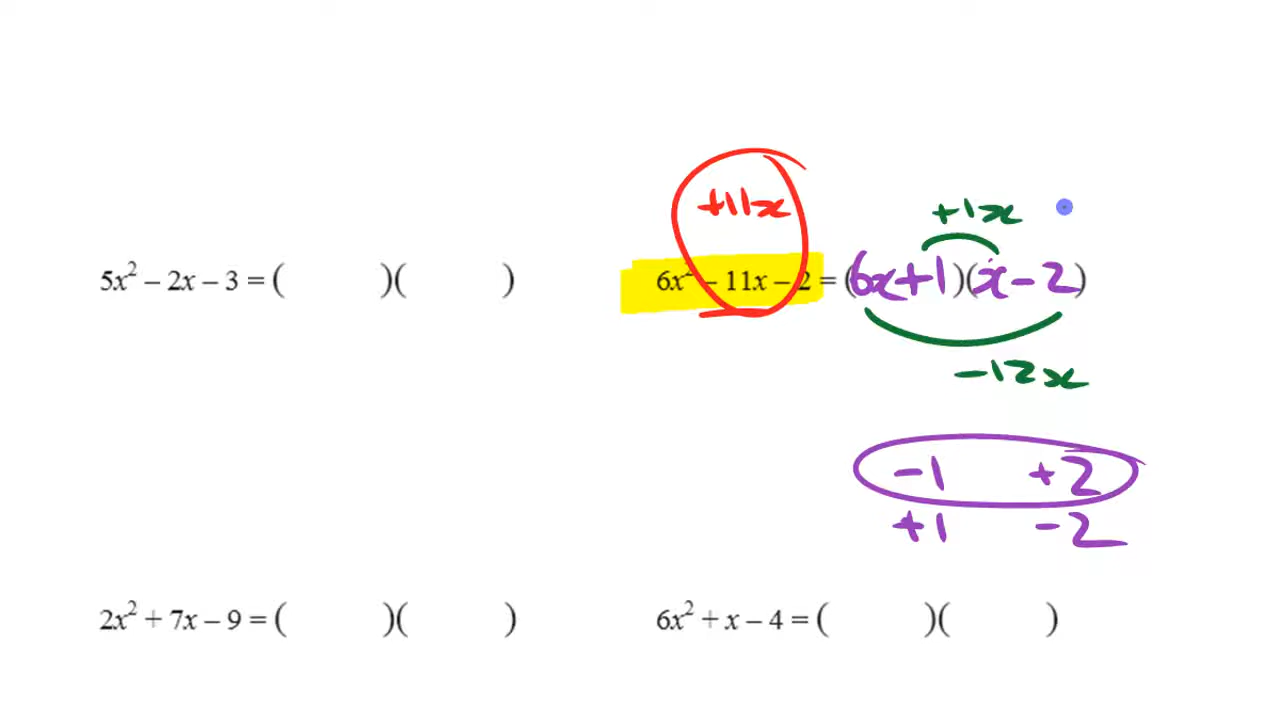 +11x
+1x
5x² – 2x – 3 = ( )( )
6x² – 11x – 2 = (6x+1)(x–2)
–12x
–1 +2
+1 –2
2x² + 7x – 9 = ( )( )
6x² + x – 4 = ( )( )